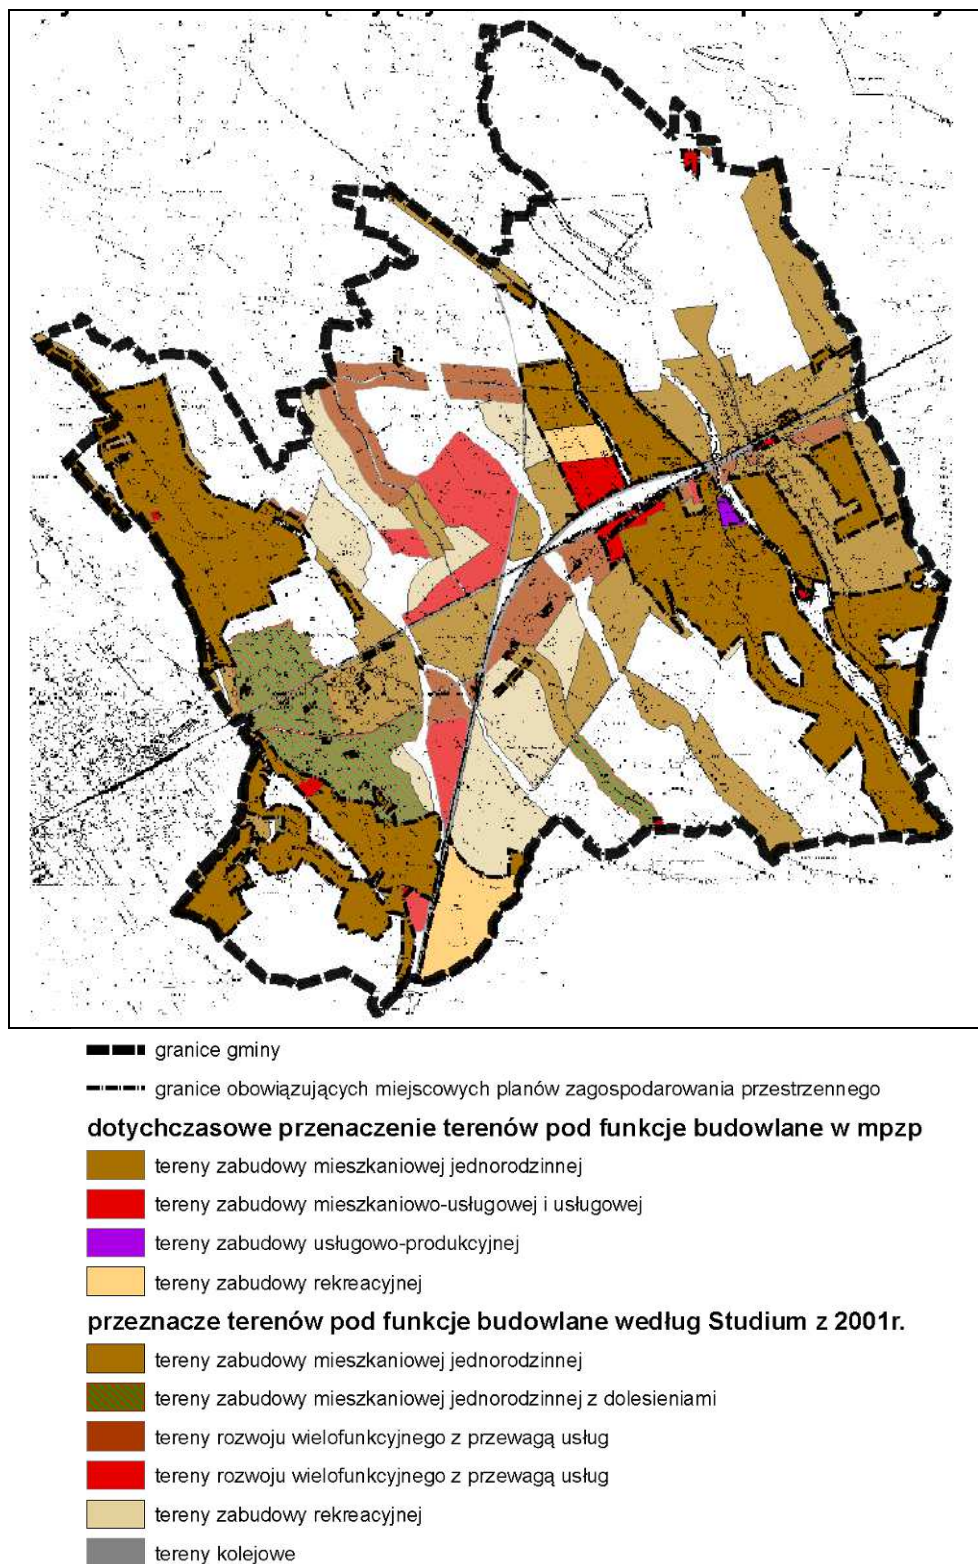 granice gminy
granice obowiązujących miejscowych planów zagospodarowania przestrzennego
dotychczasowe przenaczenie terenów pod funkcje budowlane w mpzp
tereny zabudowy mieszkaniowej jednorodzinnej
tereny zabudowy mieszkaniowo-usługowej i usługowej
tereny zabudowy usługowo-produkcyjnej
tereny zabudowy rekreacyjnej
przeznacze terenów pod funkcje budowlane według Studium z 2001r.
tereny zabudowy mieszkaniowej jednorodzinnej
tereny zabudowy mieszkaniowej jednorodzinnej z dolesieniami
tereny rozwoju wielofunkcyjnego z przewagą usług
tereny rozwoju wielofunkcyjnego z przewagą usług
tereny zabudowy rekreacyjnej
tereny kolejowe